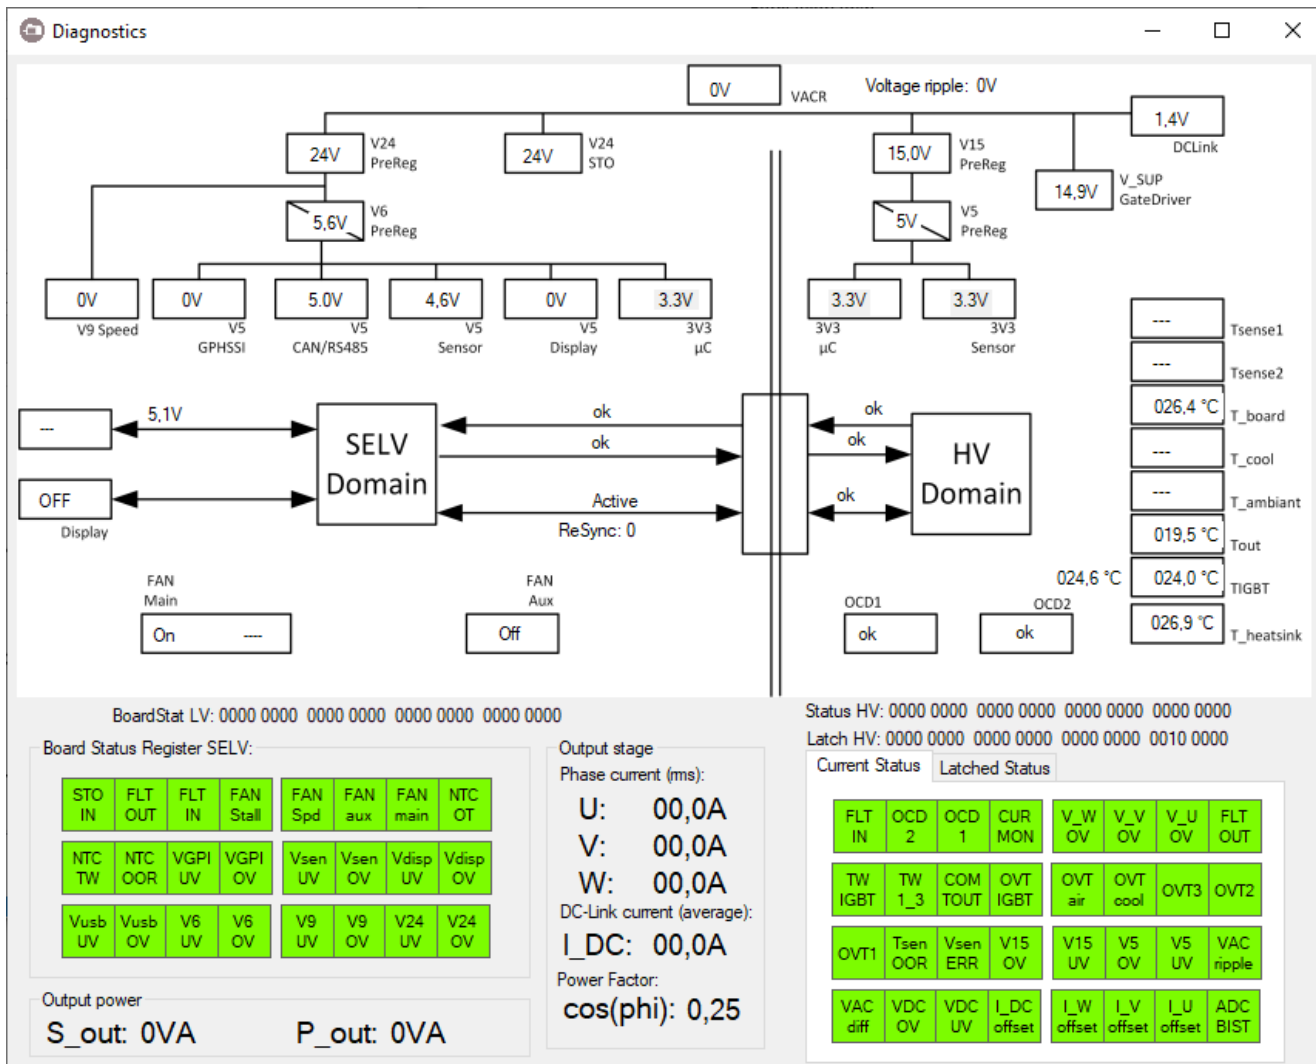 Diagnostics
0V
VACR
Voltage ripple: 0V
1,4V
DCLink
24V
V24
PreReg
24V
V24
STO
15,0V
V15
PreReg
14,9V
V_SUP
GateDriver
5,6V
V6
PreReg
5V
V5
PreReg
0V
V9 Speed
0V
V5
GPHSSI
5.0V
V5
CAN/RS485
4,6V
V5
Sensor
0V
V5
Display
3.3V
3V3
µC
3.3V
3V3
µC
3.3V
3V3
Sensor
---
Tsense1
---
Tsense2
026,4 °C
T_board
---
T_cool
---
T_ambiant
019,5 °C
Tout
024,6 °C
024,0 °C
TIGBT
026,9 °C
T_heatsink
---
5,1V
SELV
Domain
ok
ok
Active
ReSync: 0
ok
ok
ok
HV
Domain
OFF
Display
FAN
Main
On ----
FAN
Aux
Off
OCD1
ok
OCD2
ok
BoardStat LV: 0000 0000 0000 0000 0000 0000 0000 0000
Status HV: 0000 0000 0000 0000 0000 0000 0000 0000
Latch HV: 0000 0000 0000 0000 0000 0000 0010 0000
Board Status Register SELV:
STO IN
FLT OUT
FLT IN
FAN Stall
FAN Spd
FAN aux
FAN main
NTC OT
NTC TW
NTC OOR
VGPI UV
VGPI OV
Vsen UV
Vsen OV
Vdisp UV
Vdisp OV
Vusb UV
Vusb OV
V6 UV
V6 OV
V9 UV
V9 OV
V24 UV
V24 OV
Output power
S_out: 0VA P_out: 0VA
Output stage
Phase current (rms):
U: 00,0A
V: 00,0A
W: 00,0A
DC-Link current (average):
I_DC: 00,0A
Power Factor:
cos(phi): 0,25
Current Status
Latched Status
FLT IN
OCD 2
OCD 1
CUR MON
V_W OV
V_V OV
V_U OV
FLT OUT
TW IGBT
TW 1_3
COM TOUT
OVT IGBT
OVT air
OVT cool
OVT3
OVT2
OVT1
Tsen OOR
Vsen ERR
V15 OV
V15 UV
V5 OV
V5 UV
VAC ripple
VAC diff
VDC OV
VDC UV
I_DC offset
I_W offset
I_V offset
I_U offset
ADC BIST